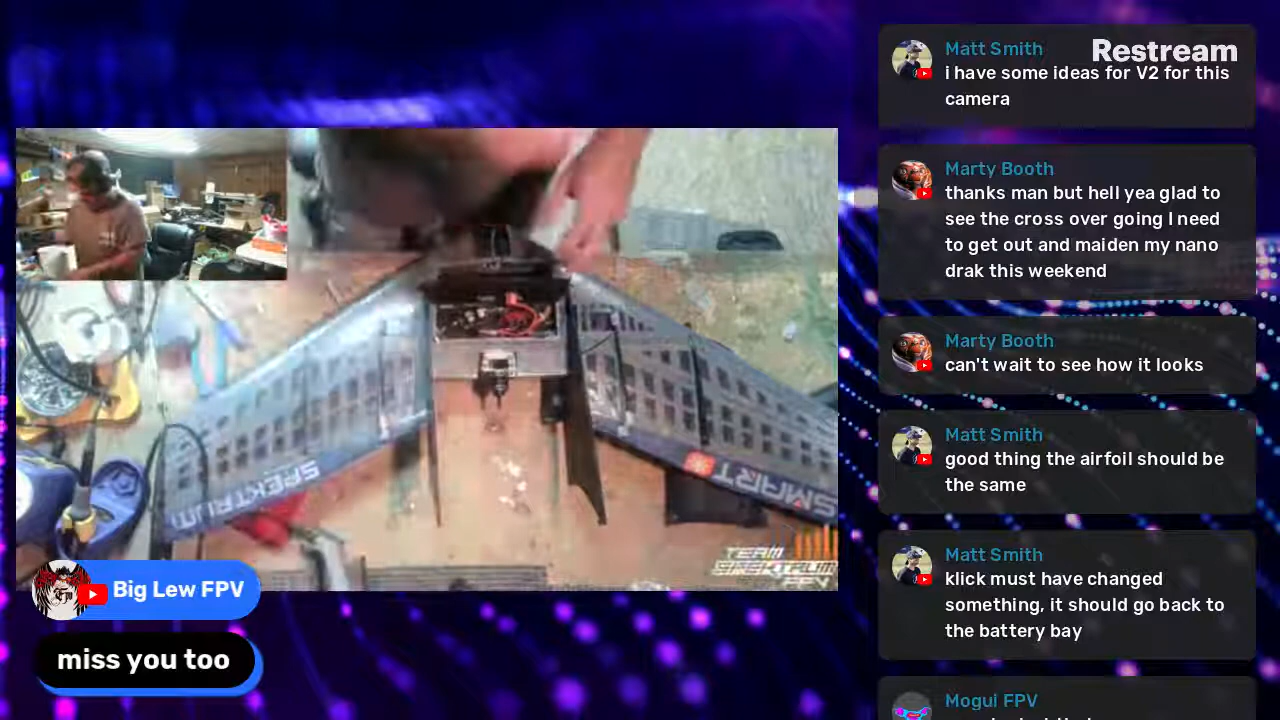 Restream
Matt Smith
i have some ideas for V2 for this
camera
Marty Booth
thanks man but hell yea glad to
see the cross over going I need
to get out and maiden my nano
drak this weekend
Marty Booth
can't wait to see how it looks
Matt Smith
good thing the airfoil should be
the same
Matt Smith
klick must have changed
something, it should go back to
the battery bay
Mogui FPV
SPEKTRUM
SMART
TEAM
SPEKTRUM
FPV
Big Lew FPV
miss you too